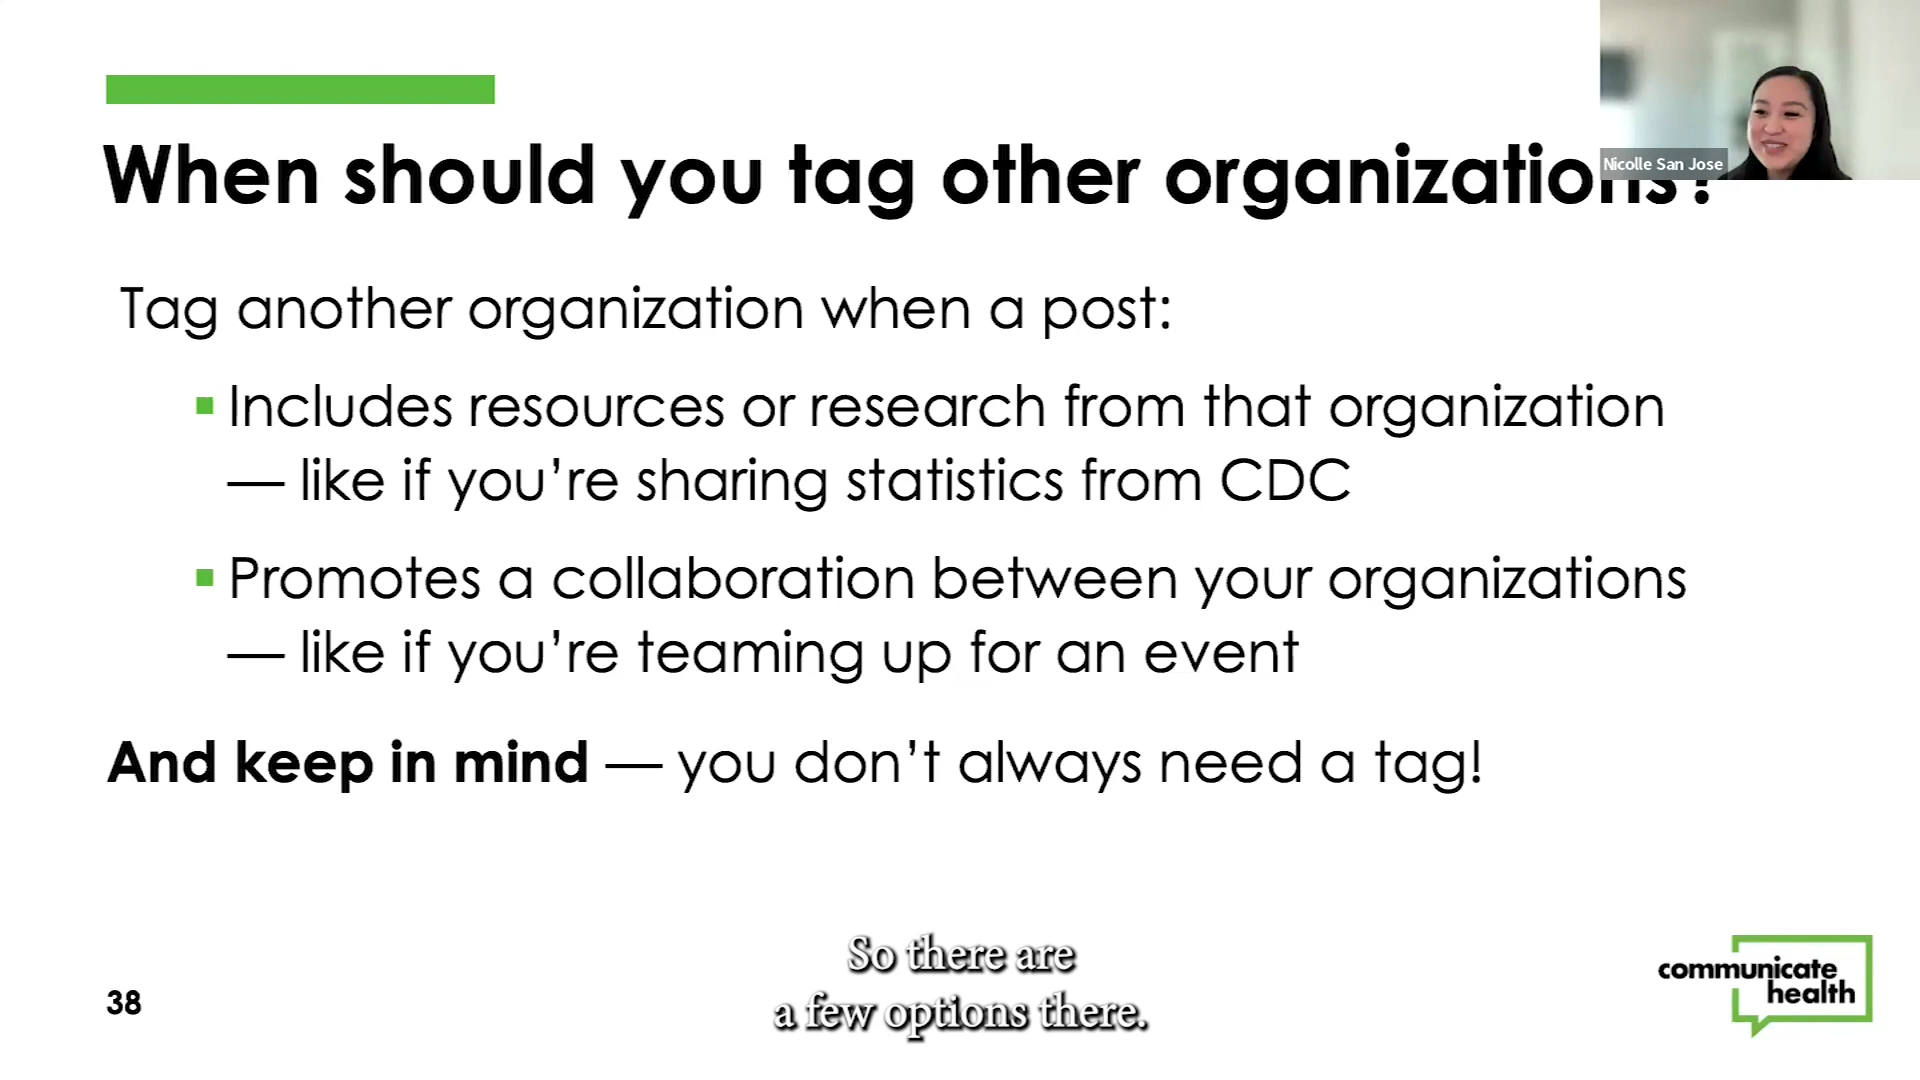 When should you tag other organizations?
Nicolle San Jose
Tag another organization when a post:
Includes resources or research from that organization
— like if you’re sharing statistics from CDC
Promotes a collaboration between your organizations
— like if you’re teaming up for an event
And keep in mind — you don’t always need a tag!
So there are
a few options there.
38
communicate
health